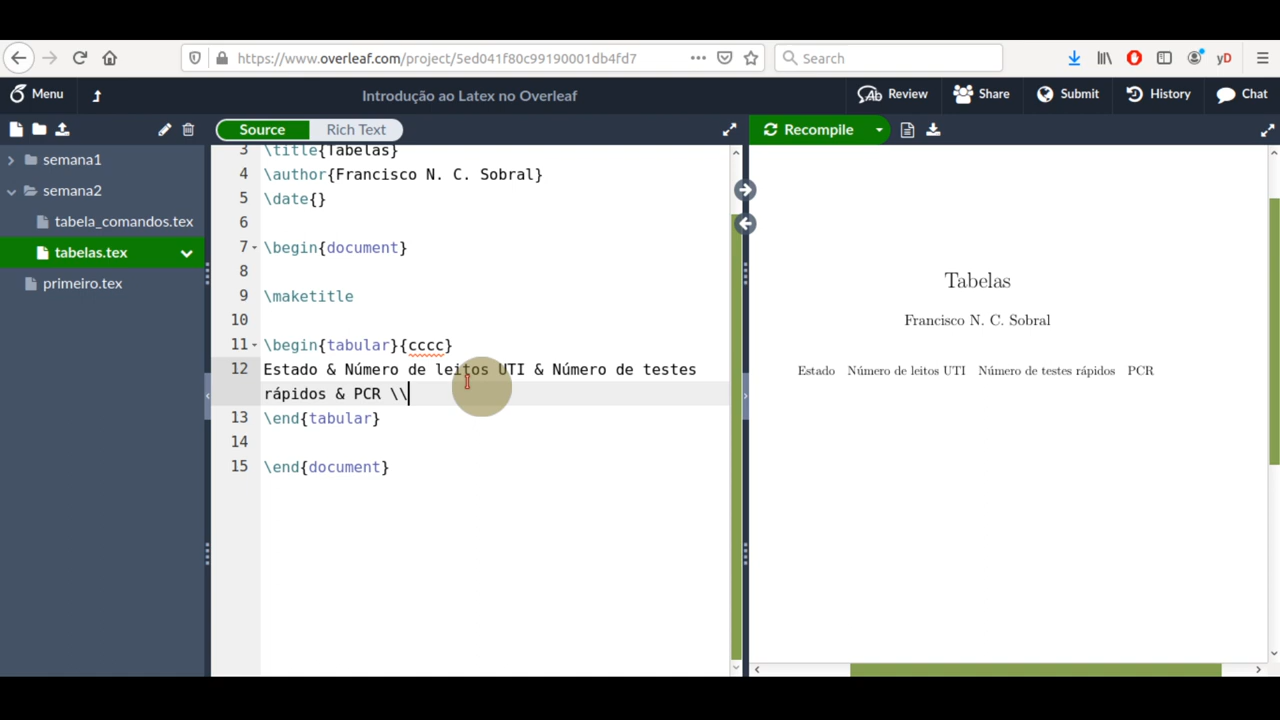 https://www.overleaf.com/project/5ed041f80c99190001db4fd7
Search
yD
Menu
Introdução ao Latex no Overleaf
Review
Share
Submit
History
Chat
Source
Rich Text
Recompile
semana1
semana2
tabela_comandos.tex
tabelas.tex
primeiro.tex
3 \title{Tabelas}
4 \author{Francisco N. C. Sobral}
5 \date{}
6
7 \begin{document}
8
9 \maketitle
10
11 \begin{tabular}{cccc}
12 Estado & Número de leitos UTI & Número de testes
rápidos & PCR \\
13 \end{tabular}
14
15 \end{document}
Tabelas
Francisco N. C. Sobral
Estado Número de leitos UTI Número de testes rápidos PCR